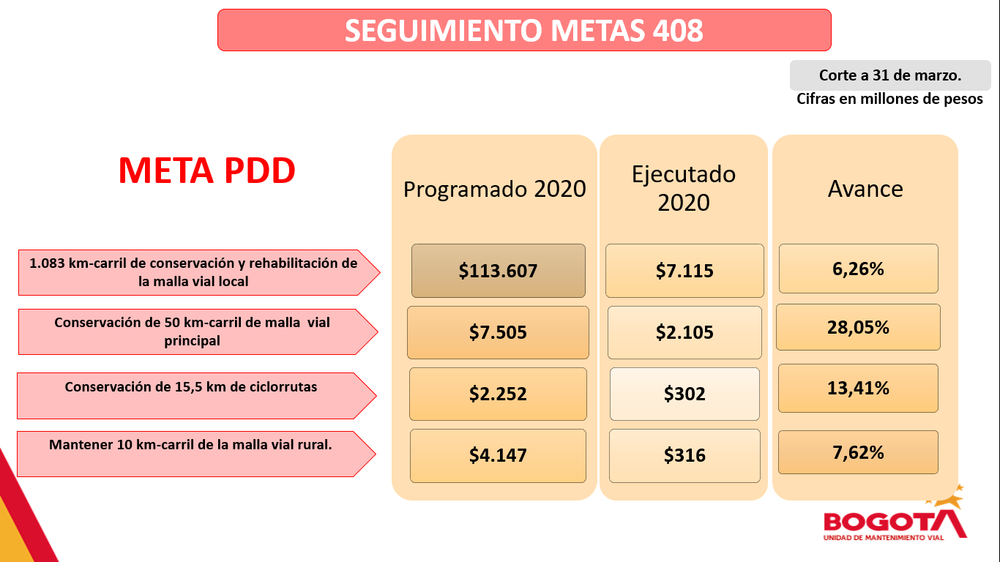 SEGUIMIENTO METAS 408
Corte a 31 de marzo.
Cifras en millones de pesos
META PDD
Programado 2020
Ejecutado
2020
Avance
1.083 km-carril de conservación y rehabilitación de
la malla vial local
$113.607
$7.115
6,26%
Conservación de 50 km-carril de malla vial
principal
$7.505
$2.105
28,05%
Conservación de 15,5 km de ciclorrutas
$2.252
$302
13,41%
Mantener 10 km-carril de la malla vial rural.
$4.147
$316
7,62%
BOGOTA
UNIDAD DE MANTENIMIENTO VIAL